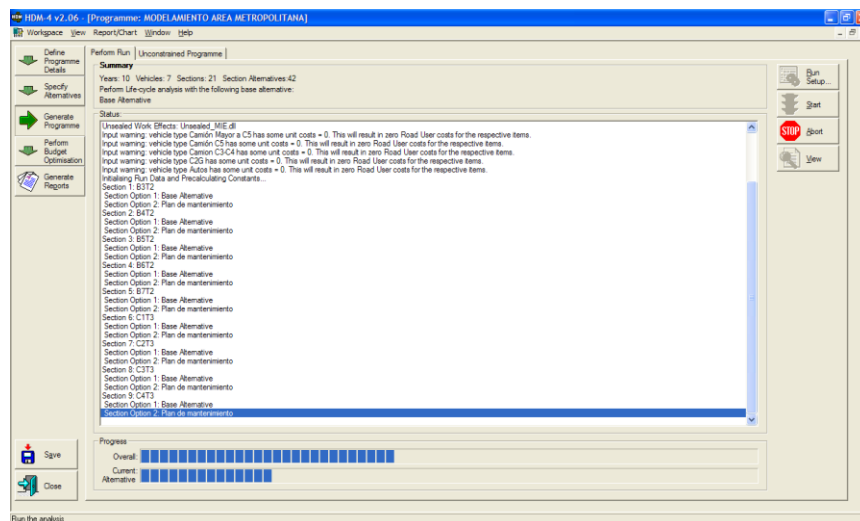 HDM-4 v2.06 - [Programme: MODELAMIENTO AREA METROPOLITANA]
Workspace View Report/Chart Window Help
Define Programme Details
Specify Alternatives
Generate Programme
Perform Budget Optimisation
Generate Reports
Save
Close
Perform Run
Unconstrained Programme
Summary
Years: 10 Vehicles: 7 Sections: 21 Section Alternatives:42
Perform Life-cycle analysis with the following base alternative:
Base Alternative
Status:
Unsealed Work Effects: Unsealed_MIE.dll
Input warning: vehicle type Camión Mayor a C5 has some unit costs = 0. This will result in zero Road User costs for the respective items.
Input warning: vehicle type Camión C5 has some unit costs = 0. This will result in zero Road User costs for the respective items.
Input warning: vehicle type Camion C3-C4 has some unit costs = 0. This will result in zero Road User costs for the respective items.
Input warning: vehicle type C2G has some unit costs = 0. This will result in zero Road User costs for the respective items.
Input warning: vehicle type Autos has some unit costs = 0. This will result in zero Road User costs for the respective items.
Initialising Run Data and Precalculating Constants...
Section 1: B3T2
Section Option 1: Base Alternative
Section Option 2: Plan de mantenimiento
Section 2: B4T2
Section Option 1: Base Alternative
Section Option 2: Plan de mantenimiento
Section 3: B5T2
Section Option 1: Base Alternative
Section Option 2: Plan de mantenimiento
Section 4: B6T2
Section Option 1: Base Alternative
Section Option 2: Plan de mantenimiento
Section 5: B7T2
Section Option 1: Base Alternative
Section Option 2: Plan de mantenimiento
Section 6: C1T3
Section Option 1: Base Alternative
Section Option 2: Plan de mantenimiento
Section 7: C2T3
Section Option 1: Base Alternative
Section Option 2: Plan de mantenimiento
Section 8: C3T3
Section Option 1: Base Alternative
Section Option 2: Plan de mantenimiento
Section 9: C4T3
Section Option 1: Base Alternative
Section Option 2: Plan de mantenimiento
Progress
Overall:
Current Alternative
Run Setup...
Start
STOP Abort
View
Run the analysis